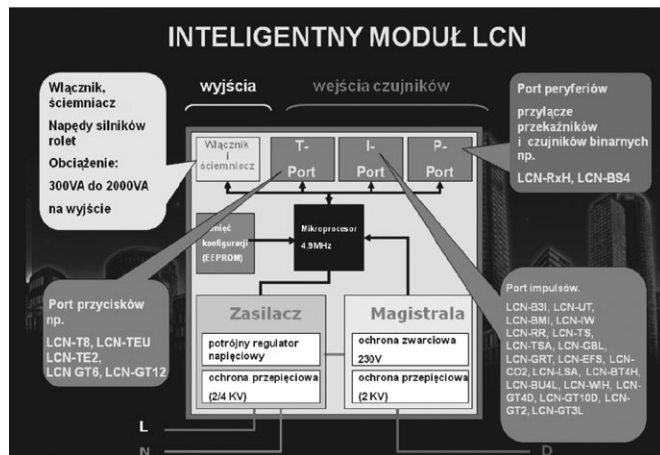 INTELIGENTNY MODUŁ LCN
Włącznik,
ściemniacz
Napędy silników
rolet
Obciążenie:
300VA do 2000VA
na wyjście
wyjścia
wejścia czujników
Port peryferiów
przyłącze
przekaźników
i czujników binarnych
np.
LCN-RxH, LCN-BS4
Włącznik
i
ściemniacz
T-
Port
I-
Port
P-
Port
konfiguracji
(EEPROM)
Mikroprocesor
4,9MHz
Port przycisków
np.
LCN-T8, LCN-TEU
LCN-TE2,
LCN GT6, LCN-GT12
Zasilacz
potrójny regulator
napięciowy
ochrona przepięciowa
(2/4 KV)
Magistrala
ochrona zwarciowa
230V
ochrona przepięciowa
(2 KV)
Port impulsów.
LCN-B3I, LCN-UT,
LCN-BMI, LCN-IW
LCN-RR, LCN-TS,
LCN-TSA, LCN-GBL,
LCN-GRT, LCN-EFS, LCN-
CO2, LCN-LSA, LCN-BT4H,
LCN-BU4L, LCN-WIH, LCN-
GT4D, LCN-GT10D, LCN-
GT2, LCN-GT3L
L
N
D